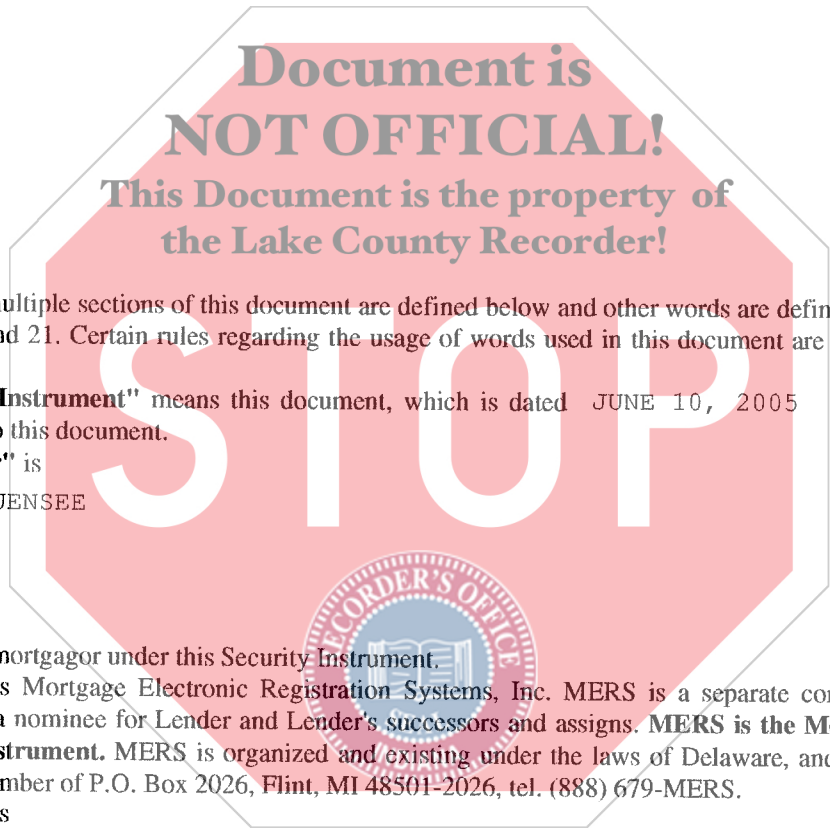 Document is
NOT OFFICIAL!
This Document is the property of
the Lake County Recorder!
ultiple sections of this document are defined below and other words are defin
d 21. Certain rules regarding the usage of words used in this document are
Instrument" means this document, which is dated JUNE 10, 2005
this document.
" is
JENSEE
STOP
RECORDER'S OFFICE
mortgagor under this Security Instrument.
s Mortgage Electronic Registration Systems, Inc. MERS is a separate cor
a nominee for Lender and Lender's successors and assigns. MERS is the M
strument. MERS is organized and existing under the laws of Delaware, and
mber of P.O. Box 2026, Flint, MI 48501-2026, tel. (888) 679-MERS.
s